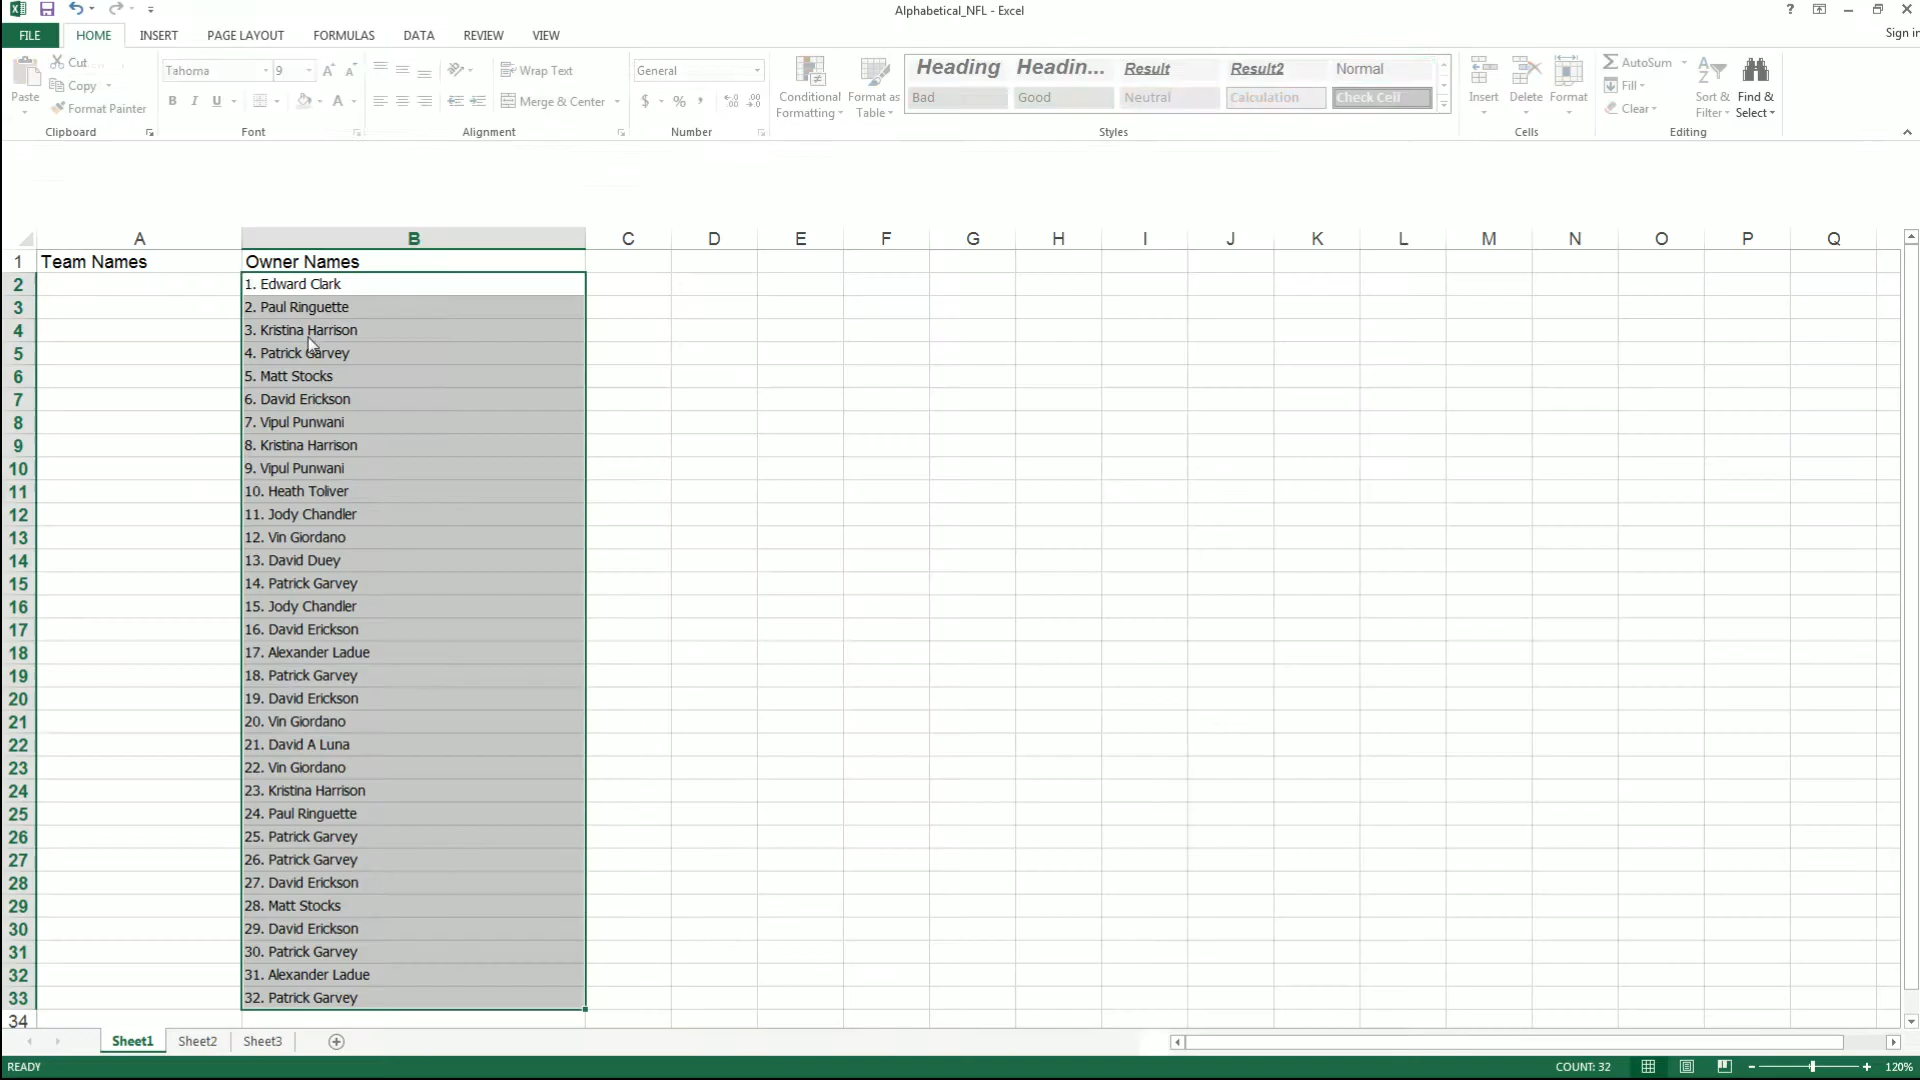 Alphabetical_NFL - Excel
?
Sign in
FILE HOME INSERT PAGE LAYOUT FORMULAS DATA REVIEW VIEW
Paste
Cut
Copy
Format Painter
Clipboard
Tahoma 9
A A
B I U A
Font
Wrap Text
Merge & Center
Alignment
General
$ % , .0 .00
Number
Conditional Formatting
Format as Table
Heading Headin... Result Result2 Normal
Bad Good Neutral Calculation Check Cell
Styles
Insert Delete Format
Cells
AutoSum
Fill
Clear
Sort & Filter
Find & Select
Editing
A B C D E F G H I J K L M N O P Q
1 Team Names Owner Names
2 1. Edward Clark
3 2. Paul Ringuette
4 3. Kristina Harrison
5 4. Patrick Garvey
6 5. Matt Stocks
7 6. David Erickson
8 7. Vipul Punwani
9 8. Kristina Harrison
10 9. Vipul Punwani
11 10. Heath Toliver
12 11. Jody Chandler
13 12. Vin Giordano
14 13. David Duey
15 14. Patrick Garvey
16 15. Jody Chandler
17 16. David Erickson
18 17. Alexander Ladue
19 18. Patrick Garvey
20 19. David Erickson
21 20. Vin Giordano
22 21. David A Luna
23 22. Vin Giordano
24 23. Kristina Harrison
25 24. Paul Ringuette
26 25. Patrick Garvey
27 26. Patrick Garvey
28 27. David Erickson
29 28. Matt Stocks
30 29. David Erickson
31 30. Patrick Garvey
32 31. Alexander Ladue
33 32. Patrick Garvey
34
Sheet1 Sheet2 Sheet3
READY COUNT: 32 120%